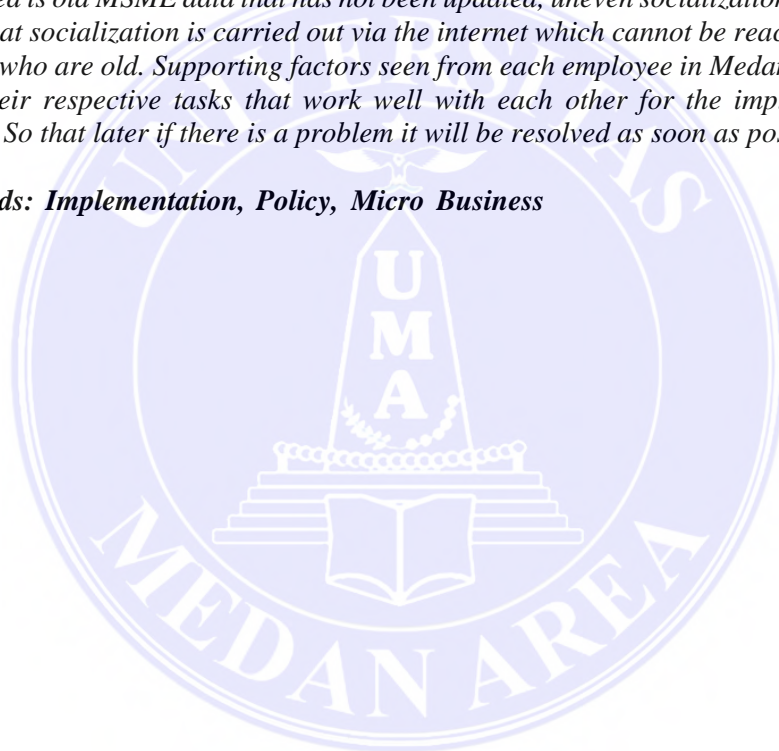 ed is old MSME data that has not been updated, uneven socialization
at socialization is carried out via the internet which cannot be reac
who are old. Supporting factors seen from each employee in Medan
eir respective tasks that work well with each other for the imp
So that later if there is a problem it will be resolved as soon as pos
ds: Implementation, Policy, Micro Business
UNIVERSITAS
UMA
MEDAN AREA